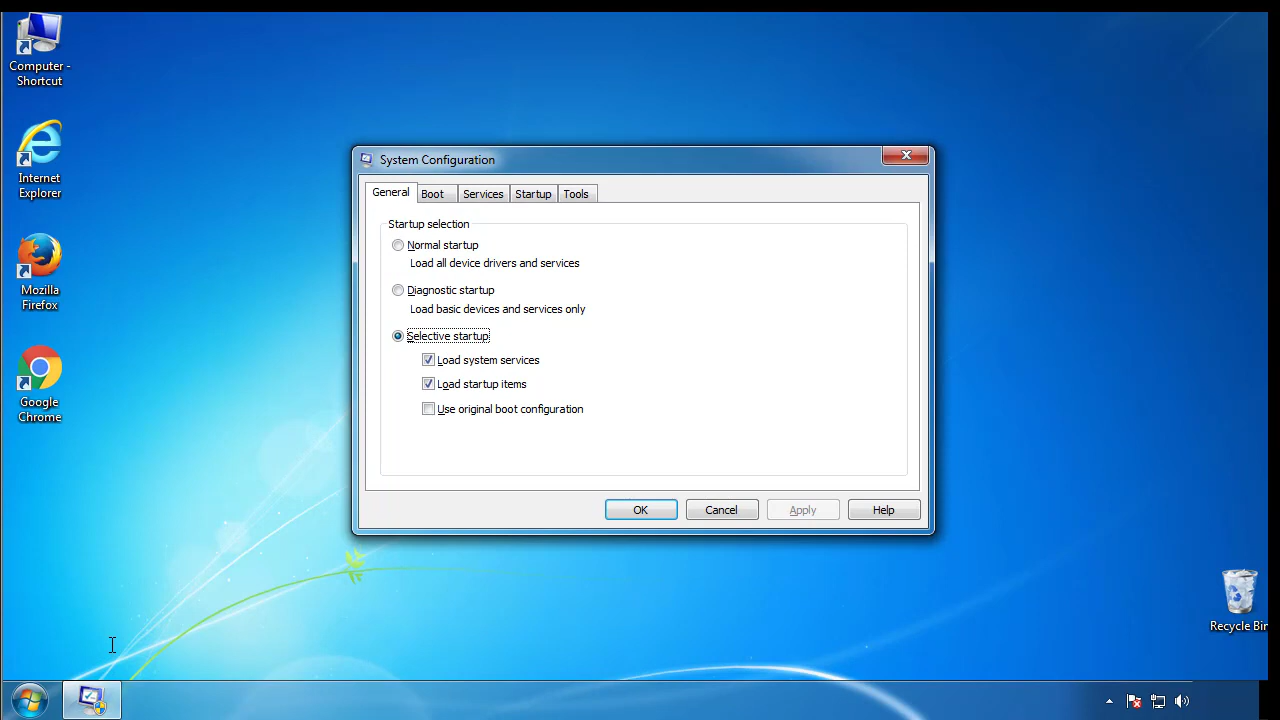 Computer -
Shortcut
Internet
Explorer
Mozilla
Firefox
Google
Chrome
System Configuration
General Boot Services Startup Tools
Startup selection
Normal startup
Load all device drivers and services
Diagnostic startup
Load basic devices and services only
Selective startup
Load system services
Load startup items
Use original boot configuration
OK Cancel Apply Help
Recycle Bin